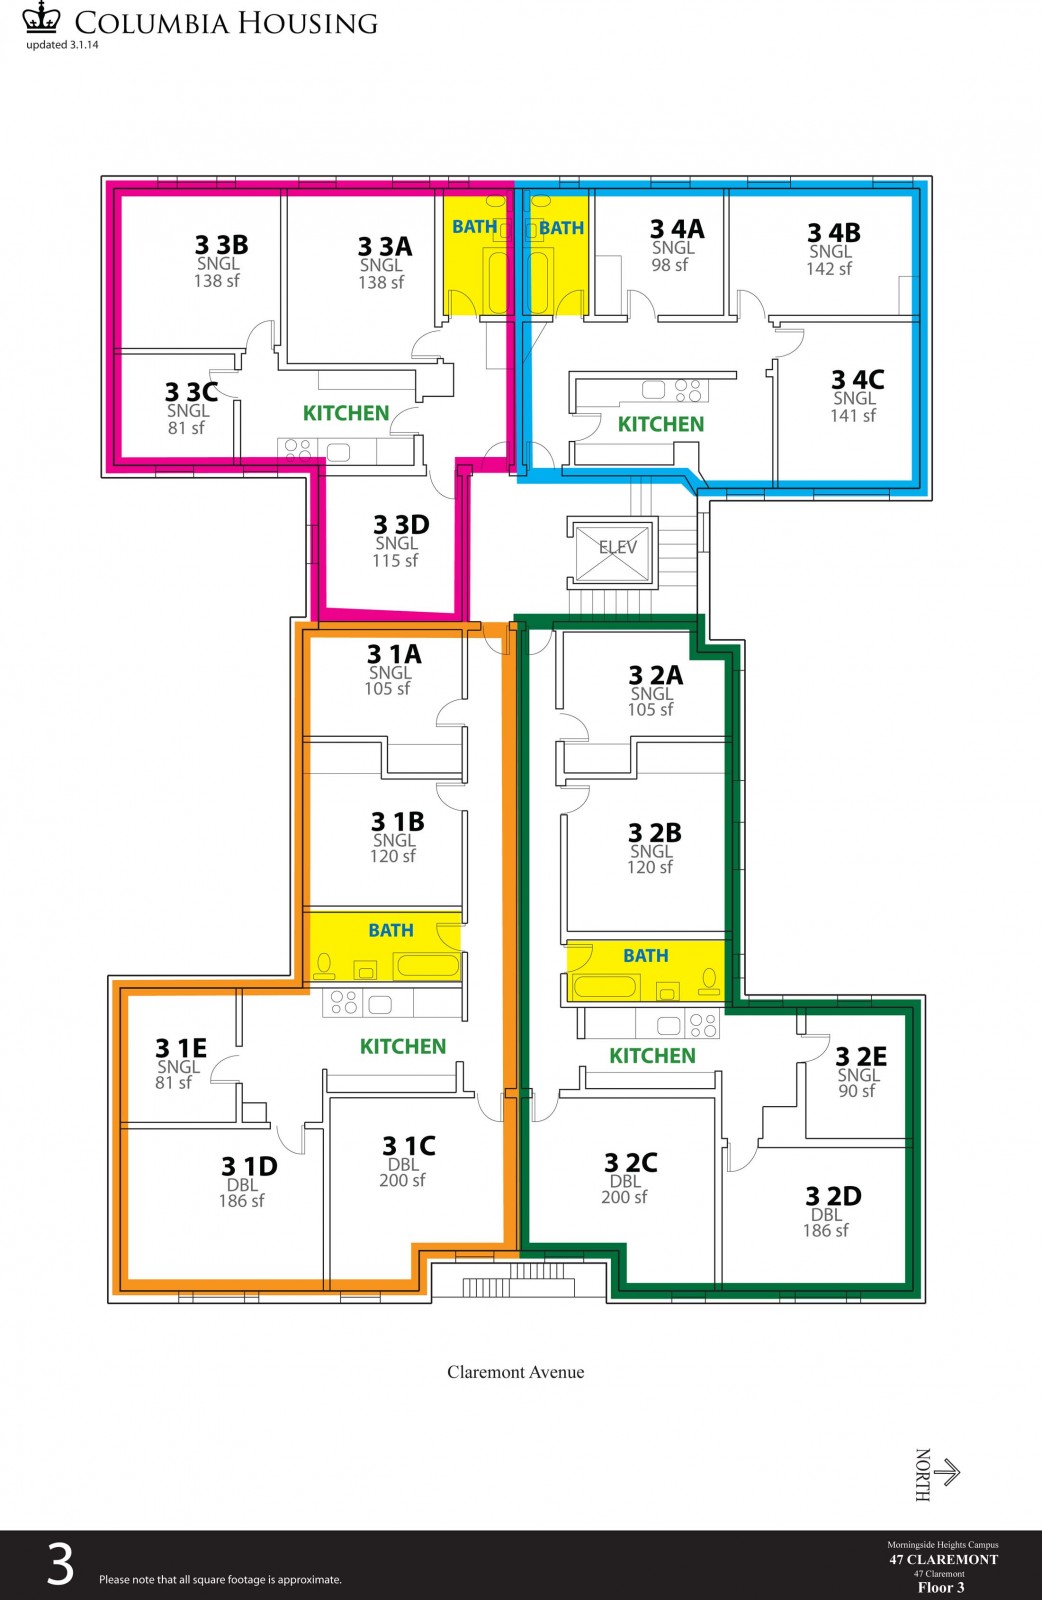 COLUMBIA HOUSING
updated 3.1.14
3 3B
SNGL
138 sf
3 3A
SNGL
138 sf
BATH
BATH
3 4A
SNGL
98 sf
3 4B
SNGL
142 sf
3 3C
SNGL
81 sf
KITCHEN
KITCHEN
3 4C
SNGL
141 sf
3 3D
SNGL
115 sf
ELEV
3 1A
SNGL
105 sf
3 2A
SNGL
105 sf
3 1B
SNGL
120 sf
3 2B
SNGL
120 sf
BATH
BATH
3 1E
SNGL
81 sf
KITCHEN
KITCHEN
3 2E
SNGL
90 sf
3 1D
DBL
186 sf
3 1C
DBL
200 sf
3 2C
DBL
200 sf
3 2D
DBL
186 sf
Claremont Avenue
NORTH
3
Please note that all square footage is approximate.
Morningside Heights Campus
47 CLAREMONT
47 Claremont
Floor 3